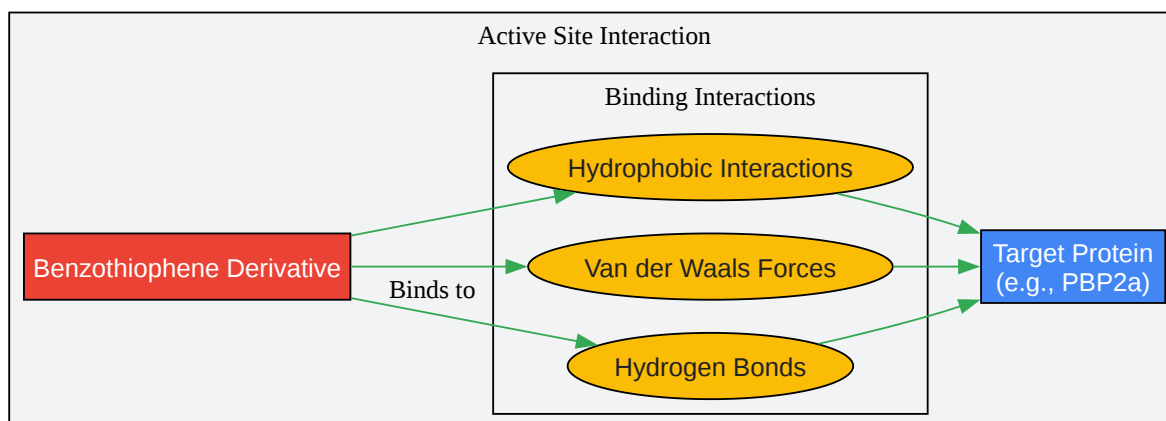 Active Site Interaction
Binding Interactions
Hydrophobic Interactions
Benzothiophene Derivative
Van der Waals Forces
Target Protein
(e.g., PBP2a)
Binds to
Hydrogen Bonds